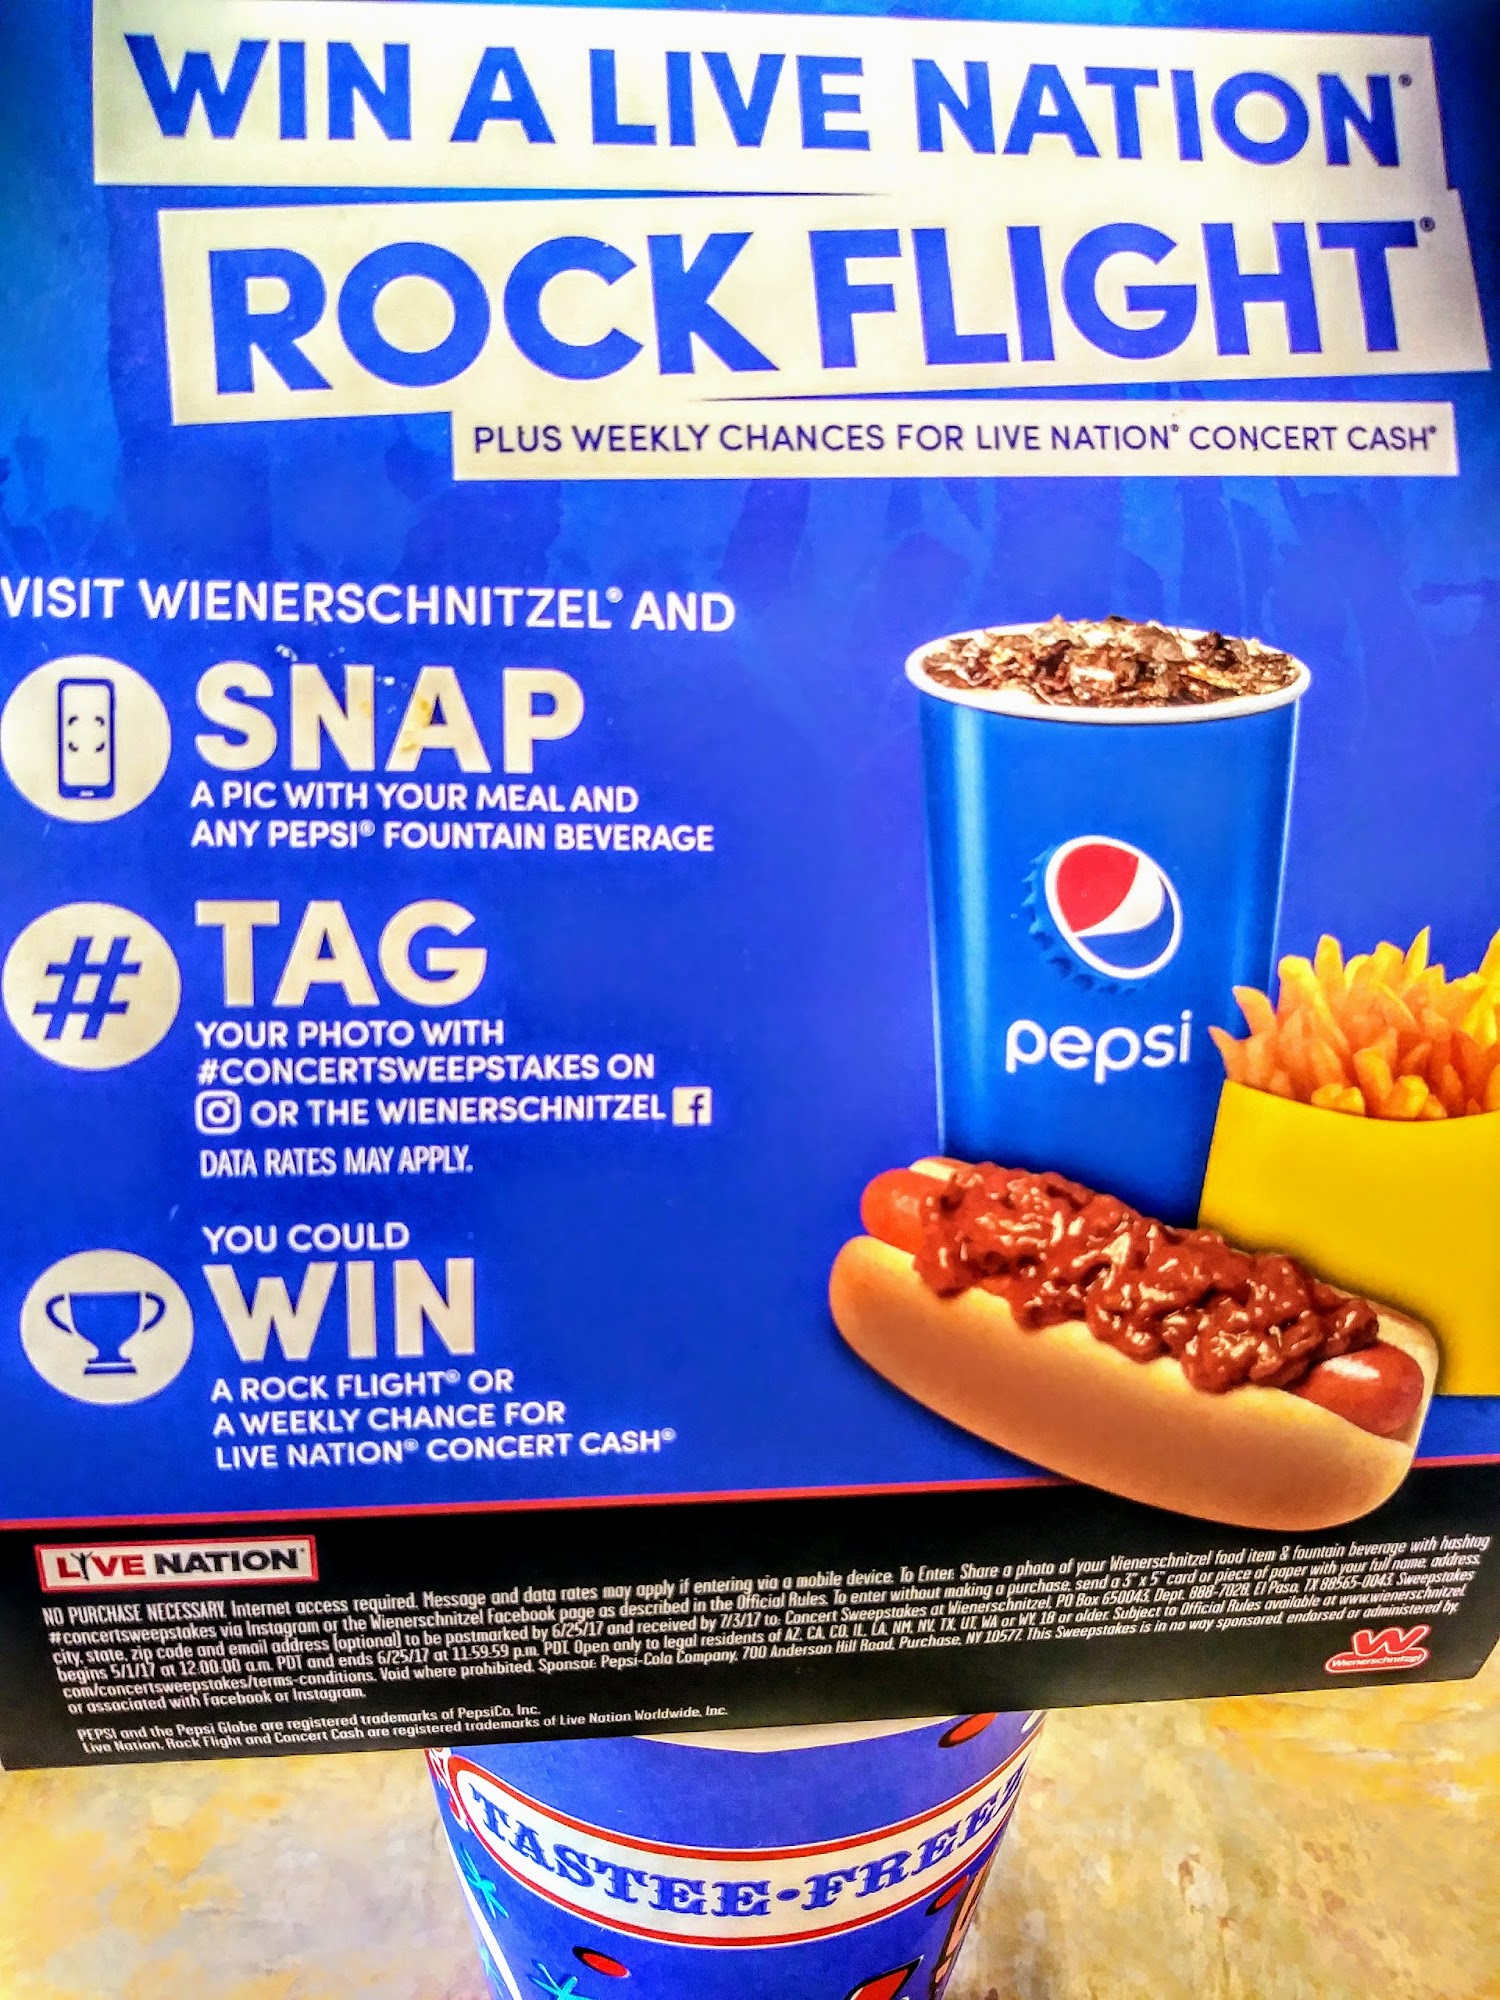 WIN A LIVE NATION®
ROCK FLIGHT®
PLUS WEEKLY CHANCES FOR LIVE NATION® CONCERT CASH®
VISIT WIENERSCHNITZEL® AND
SNAP
A PIC WITH YOUR MEAL AND
ANY PEPSI® FOUNTAIN BEVERAGE
#
TAG
YOUR PHOTO WITH
#CONCERTSWEEPSTAKES ON
OR THE WIENERSCHNITZEL f
DATA RATES MAY APPLY.
YOU COULD
WIN
A ROCK FLIGHT® OR
A WEEKLY CHANCE FOR
LIVE NATION® CONCERT CASH®
pepsi
LIVE NATION®
NO PURCHASE NECESSARY. Internet access required. Message and data rates may apply if entering via a mobile device. To Enter: Share a photo of your Wienerschnitzel food item & fountain beverage with hashtag
#concertsweepstakes via Instagram or the Wienerschnitzel Facebook page as described in the Official Rules. To enter without making a purchase, send a 3" x 5" card or piece of paper with your full name, address,
city, state, zip code and email address (optional) to be postmarked by 6/25/17 and received by 7/3/17 to: Concert Sweepstakes at Wienerschnitzel, PO Box 650043, Dept. 888-7028, El Paso, TX 88565-0043. Sweepstakes
begins 5/1/17 at 12:00:00 a.m. PDT and ends 6/25/17 at 11:59:59 p.m. PDT. Open only to legal residents of AZ, CA, CO, IL, LA, NM, NV, TX, UT, WA or WY, 18 or older. Subject to Official Rules available at www.wienerschnitzel.
com/concertsweepstakes/terms-conditions. Void where prohibited. Sponsor: Pepsi-Cola Company, 700 Anderson Hill Road, Purchase, NY 10577. This Sweepstakes is in no way sponsored, endorsed or administered by,
or associated with Facebook or Instagram.
PEPSI and the Pepsi Globe are registered trademarks of PepsiCo, Inc.
Live Nation, Rock Flight and Concert Cash are registered trademarks of Live Nation Worldwide, Inc.
W
Wienerschnitzel
TASTEE-FREEZ